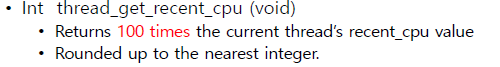 • Int thread_get_recent_cpu (void)
• Returns 100 times the current thread's recent_cpu value
• Rounded up to the nearest integer.